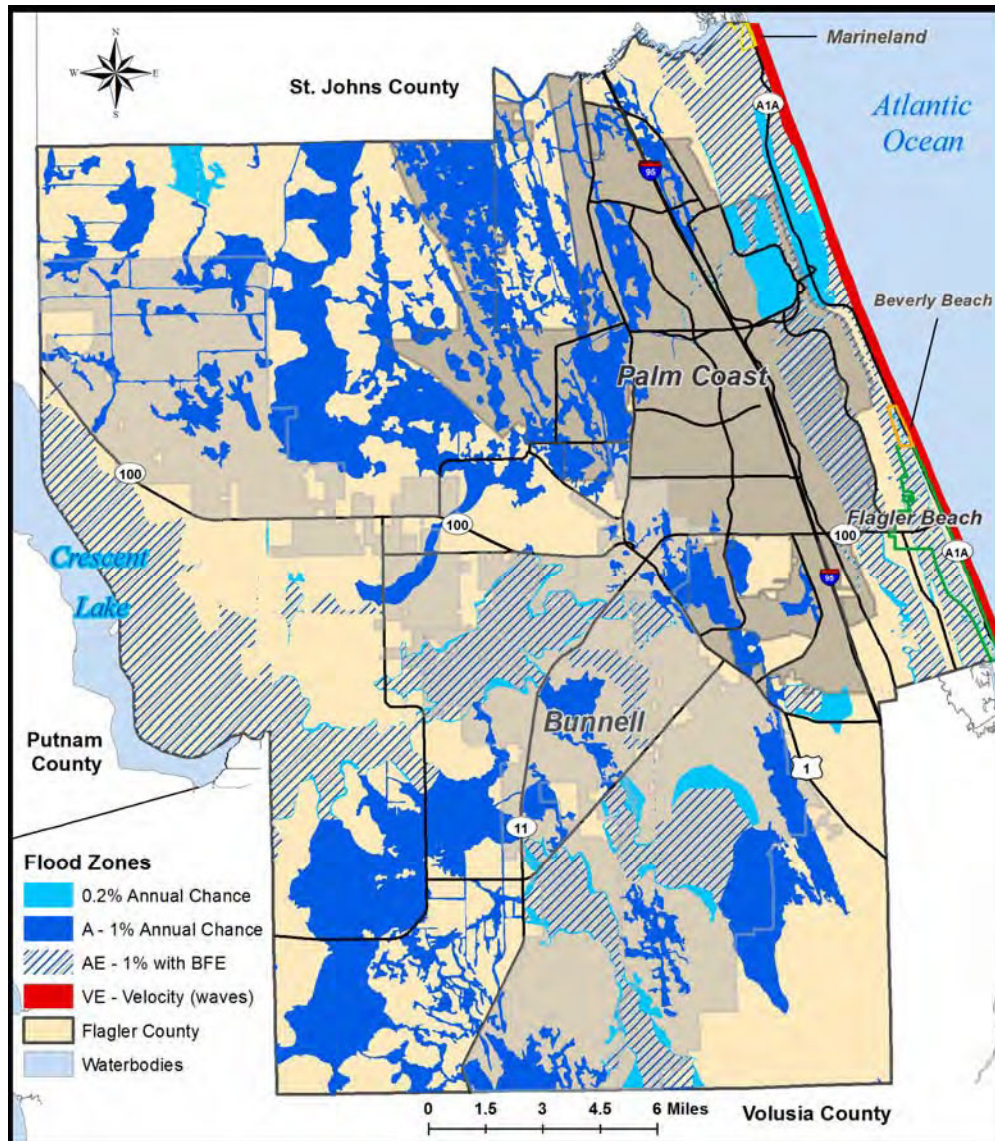 N
W
E
S
St. Johns County
Marineland
A1A
Atlantic
Ocean
95
Beverly Beach
Palm Coast
100
100
Flagler Beach
100
A1A
Crescent
Lake
95
Putnam
County
Bunnell
1
11
Flood Zones
0.2% Annual Chance
A - 1% Annual Chance
AE - 1% with BFE
VE - Velocity (waves)
Flagler County
Waterbodies
0 1.5 3 4.5 6 Miles
Volusia County